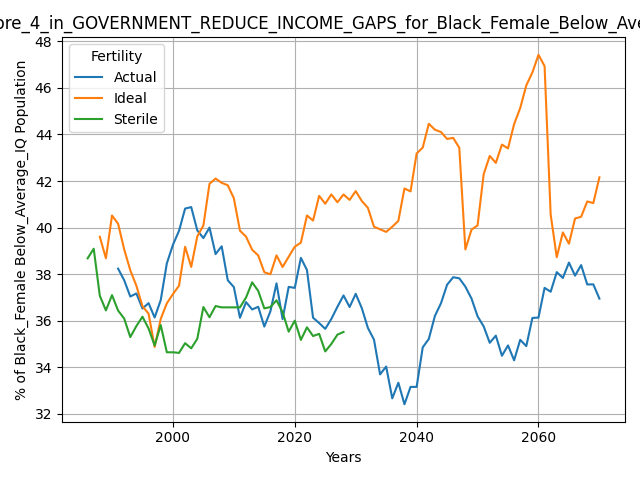 ore_4_in_GOVERNMENT_REDUCE_INCOME_GAPS_for_Black_Female_Below_Ave
48
46
44
42
40
38
36
34
32
% of Black_Female Below_Average_IQ Population
Fertility
Actual
Ideal
Sterile
2000
2020
2040
2060
Years